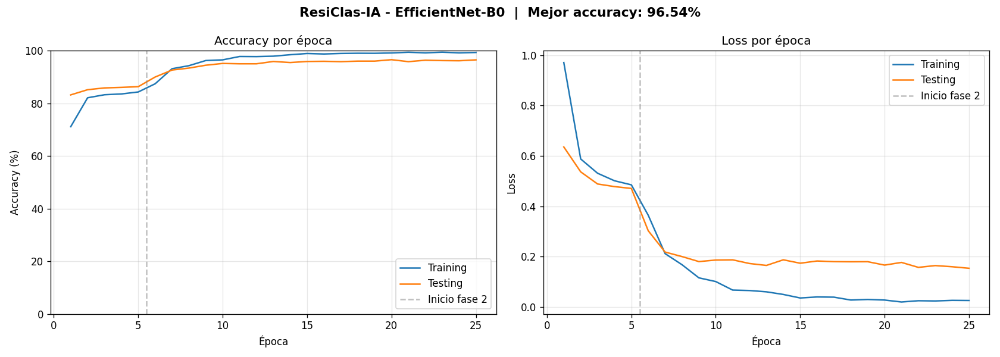 ResiClas-IA - EfficientNet-B0 | Mejor accuracy: 96.54%
Accuracy por época
100
80
60
40
20
0
Accuracy (%)
0 5 10 15 20 25
Época
Training
Testing
Inicio fase 2
Loss por época
1.0
0.8
0.6
0.4
0.2
0.0
Loss
0 5 10 15 20 25
Época
Training
Testing
Inicio fase 2